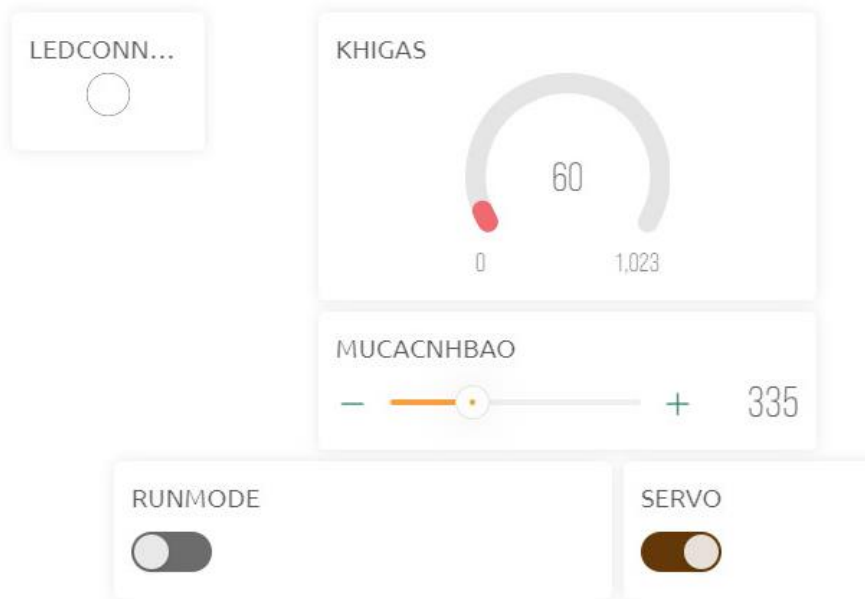 LEDCONN...
KHIGAS
60
0
1,023
MUCACNHBAO
335
RUNMODE
SERVO